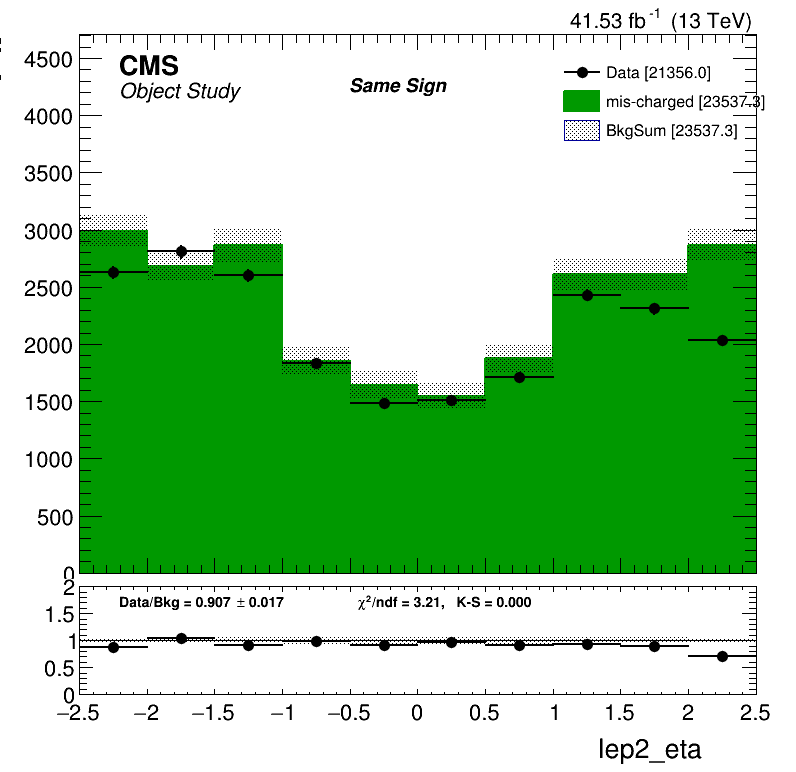 41.53 fb-1 (13 TeV)
CMS
Object Study
Same Sign
Data [21356.0]
mis-charged [23537.3]
BkgSum [23537.3]
4500
4000
3500
3000
2500
2000
1500
1000
500
0
2
1.5
1
0.5
0
Data/Bkg = 0.907 ± 0.017
χ²/ndf = 3.21, K-S = 0.000
−2.5 −2 −1.5 −1 −0.5 0 0.5 1 1.5 2 2.5
lep2_eta